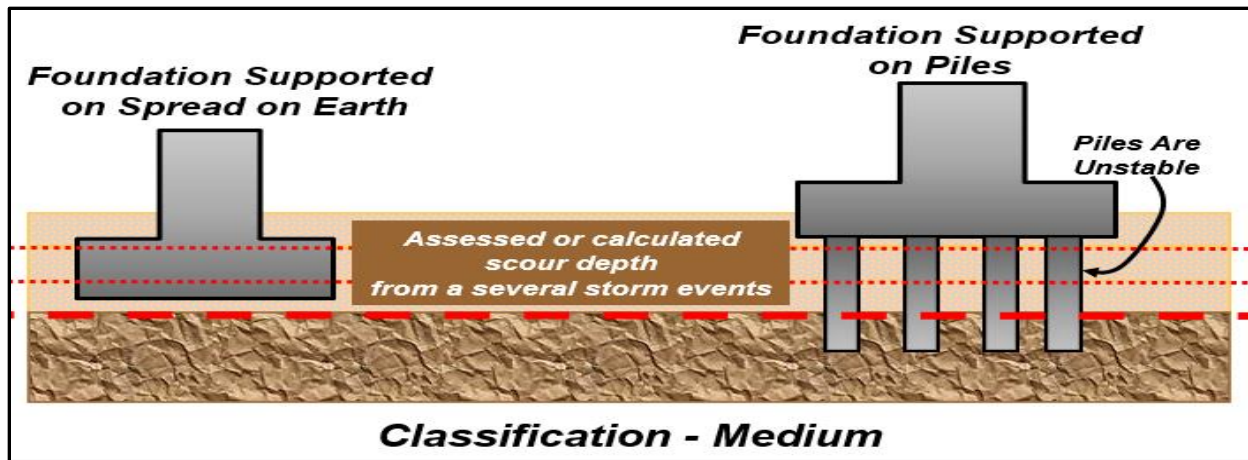 Foundation Supported
on Spread on Earth
Foundation Supported
on Piles
Piles Are
Unstable
Assessed or calculated
scour depth
from a several storm events
Classification - Medium